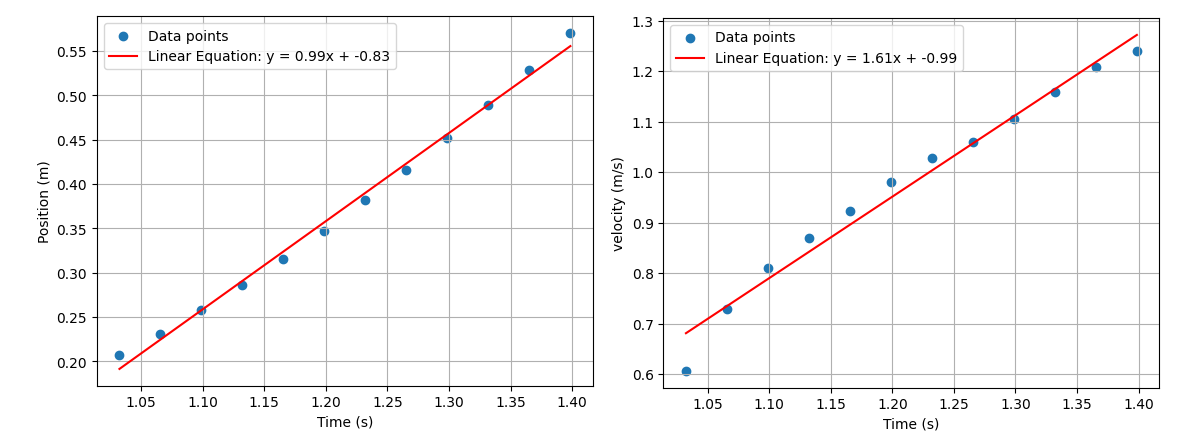 Data points
Linear Equation: y = 0.99x + -0.83
0.55
0.50
0.45
0.40
0.35
0.30
0.25
0.20
Position (m)
1.05 1.10 1.15 1.20 1.25 1.30 1.35 1.40
Time (s)
Data points
Linear Equation: y = 1.61x + -0.99
1.3
1.2
1.1
1.0
0.9
0.8
0.7
0.6
velocity (m/s)
1.05 1.10 1.15 1.20 1.25 1.30 1.35 1.40
Time (s)